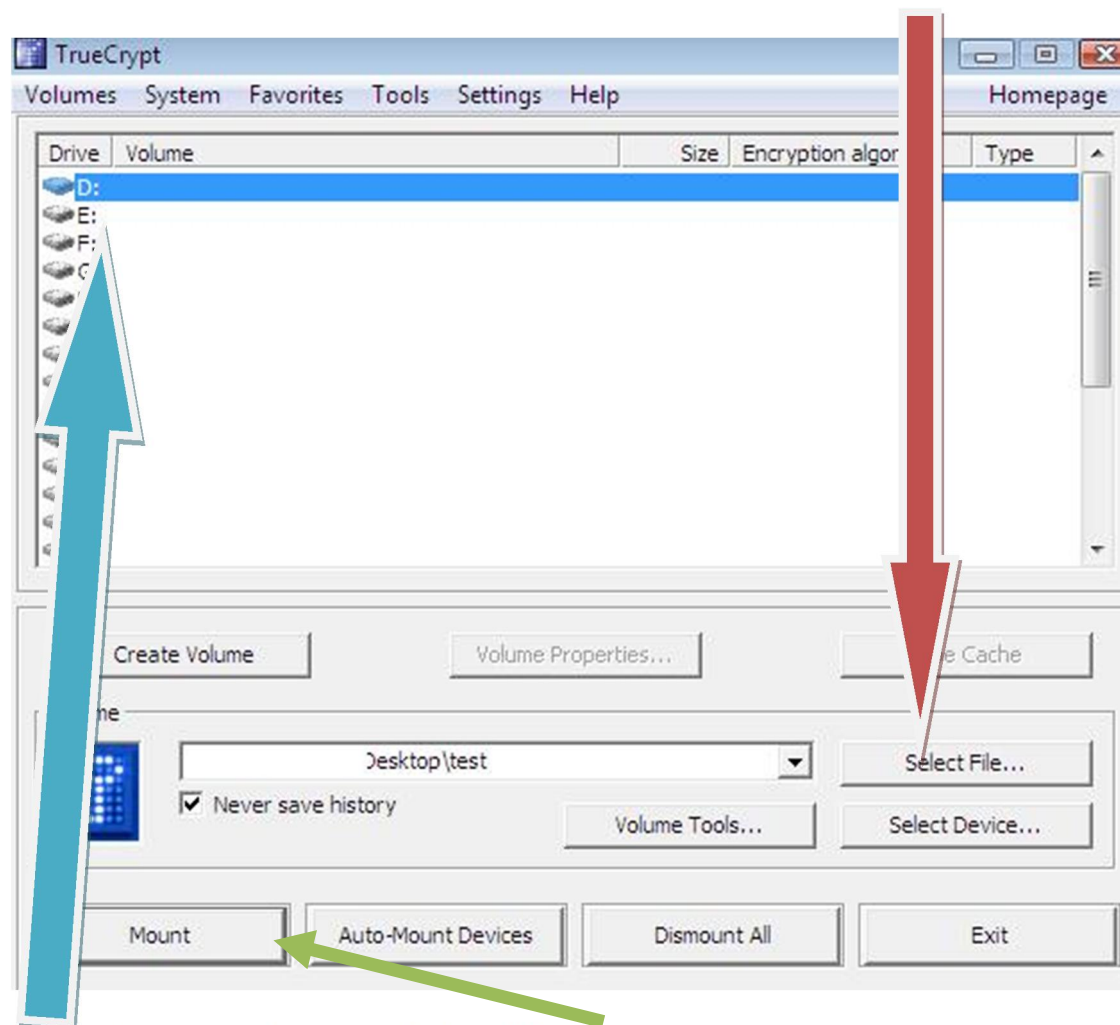 TrueCrypt
Volumes System Favorites Tools Settings Help Homepage
Drive Volume Size Encryption algor Type
D:
E:
F:
Create Volume Volume Properties... Cache
Desktop\test Select File...
Never save history
Volume Tools... Select Device...
Mount Auto-Mount Devices Dismount All Exit